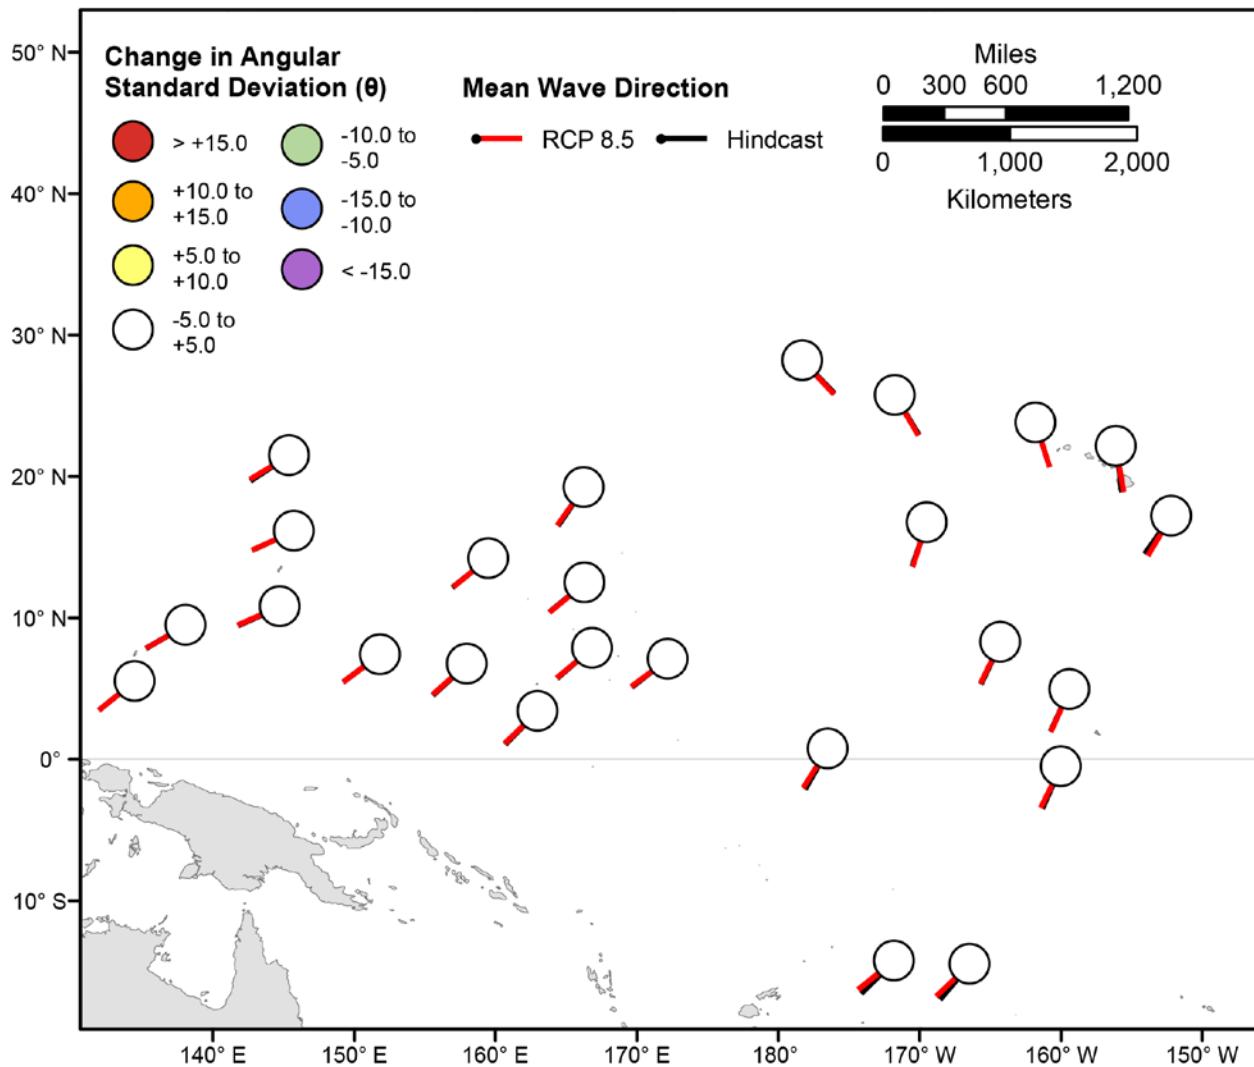 Change in Angular
Standard Deviation (θ)
> +15.0
+10.0 to
+15.0
+5.0 to
+10.0
-5.0 to
+5.0
-10.0 to
-5.0
-15.0 to
-10.0
< -15.0
Mean Wave Direction
RCP 8.5
Hindcast
Miles
0 300 600 1,200
0 1,000 2,000
Kilometers
50° N
40° N
30° N
20° N
10° N
0°
10° S
140° E 150° E 160° E 170° E 180° 170° W 160° W 150° W